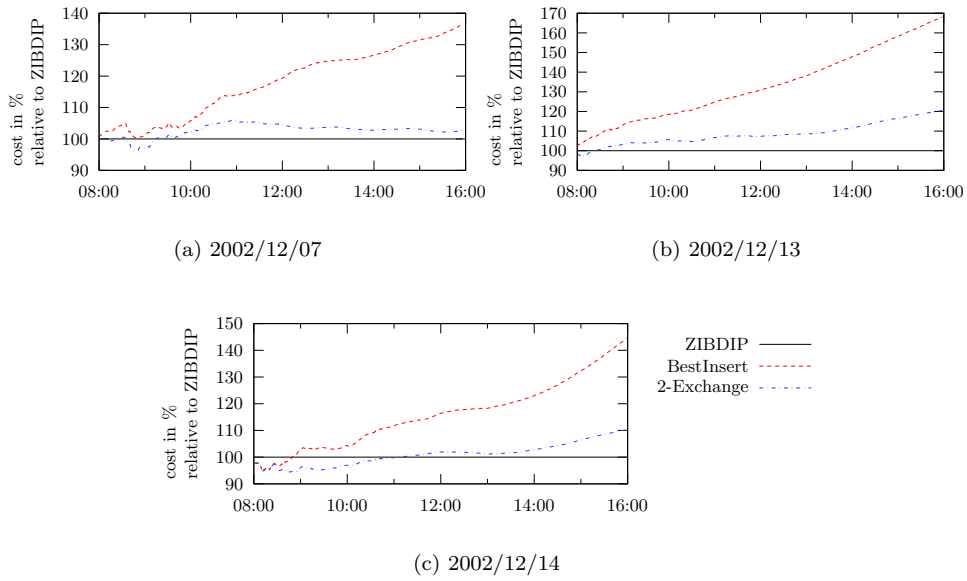 140
130
120
110
100
90
cost in %
relative to ZIBDIP
08:00 10:00 12:00 14:00 16:00
(a) 2002/12/07
170
160
150
140
130
120
110
100
90
cost in %
relative to ZIBDIP
08:00 10:00 12:00 14:00 16:00
(b) 2002/12/13
150
140
130
120
110
100
90
cost in %
relative to ZIBDIP
08:00 10:00 12:00 14:00 16:00
ZIBDIP
BestInsert
2-Exchange
(c) 2002/12/14